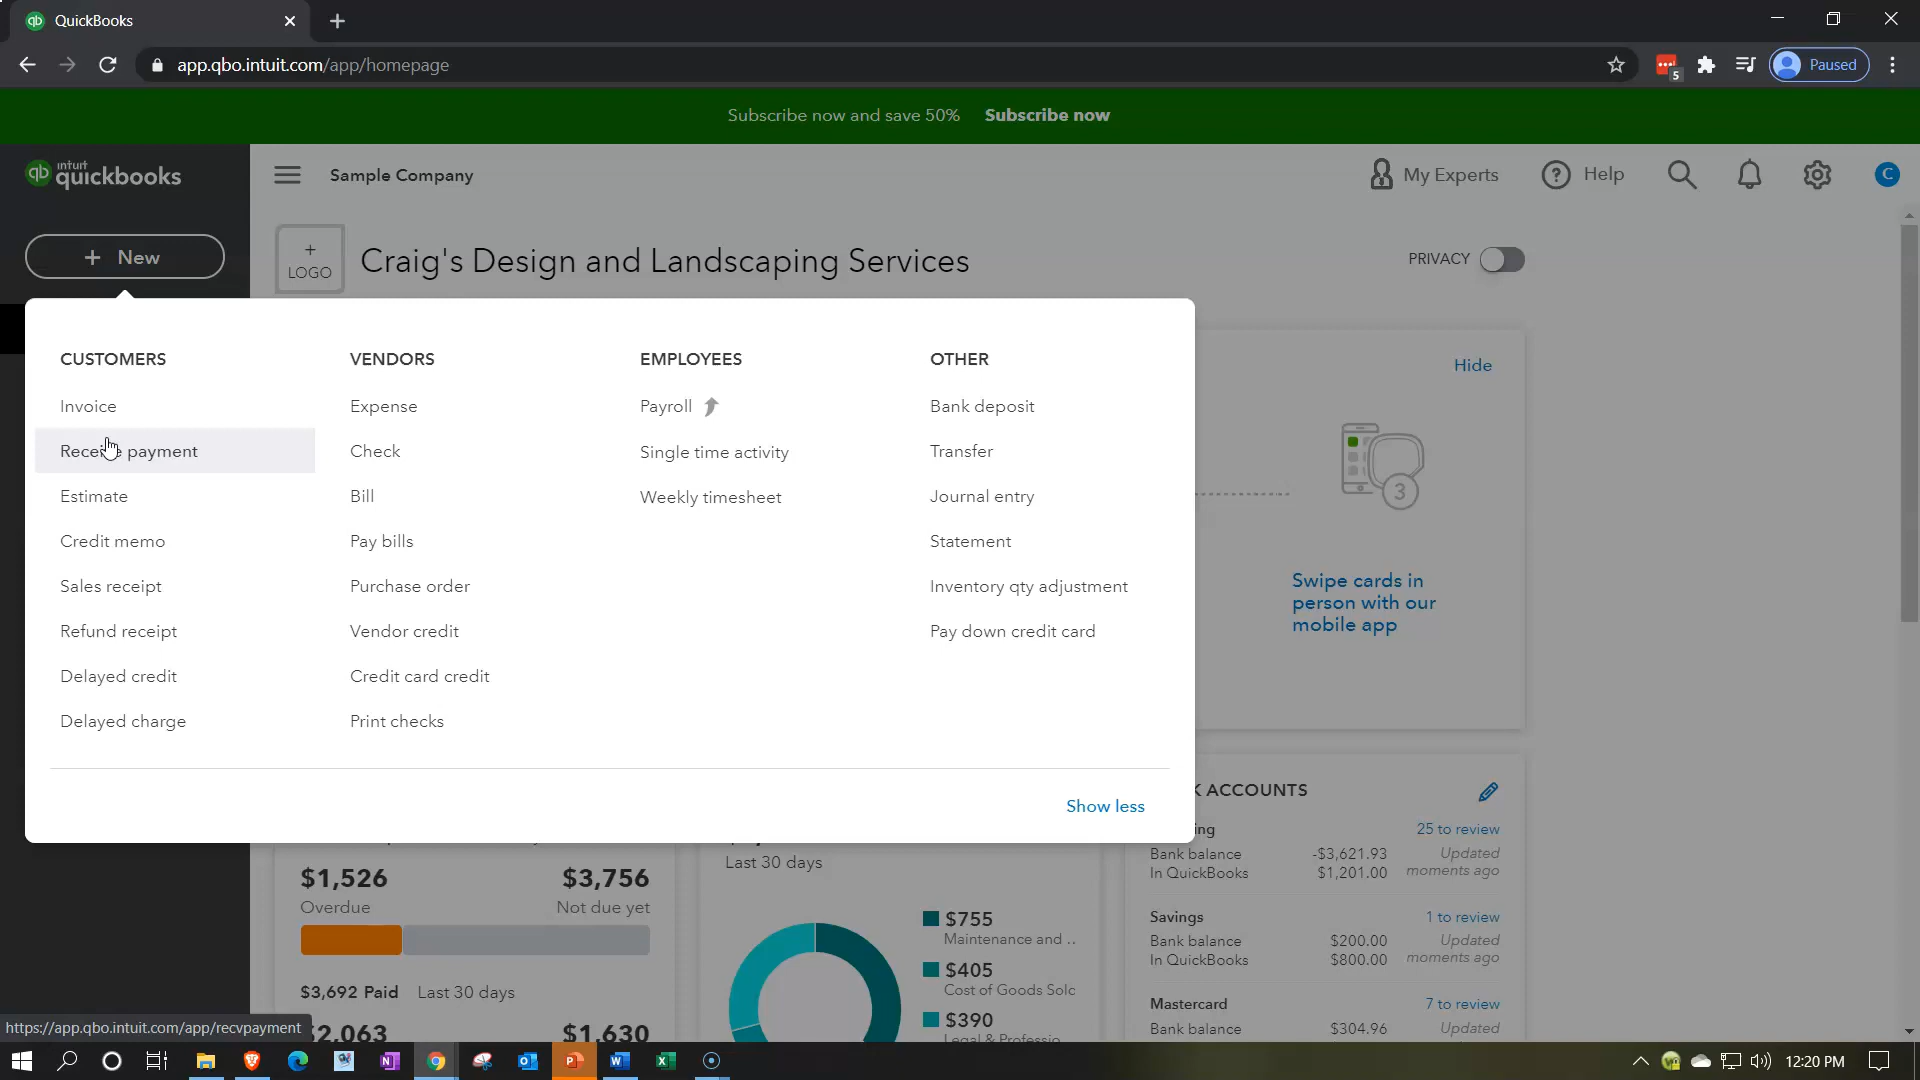 QuickBooks
app.qbo.intuit.com/app/homepage
5
Paused
Subscribe now and save 50% Subscribe now
intuit
quickbooks
Sample Company
My Experts
Help
C
+ New
+
LOGO
Craig's Design and Landscaping Services
PRIVACY
CUSTOMERS
Invoice
Receive payment
Estimate
Credit memo
Sales receipt
Refund receipt
Delayed credit
Delayed charge
VENDORS
Expense
Check
Bill
Pay bills
Purchase order
Vendor credit
Credit card credit
Print checks
EMPLOYEES
Payroll
Single time activity
Weekly timesheet
OTHER
Bank deposit
Transfer
Journal entry
Statement
Inventory qty adjustment
Pay down credit card
Show less
Hide
3
Swipe cards in
person with our
mobile app
ACCOUNTS
25 to review
Bank balance -$3,621.93 Updated
In QuickBooks $1,201.00 moments ago
Savings 1 to review
Bank balance $200.00 Updated
In QuickBooks $800.00 moments ago
Mastercard 7 to review
Bank balance $304.96 Updated
$1,526 $3,756
Overdue Not due yet
$3,692 Paid Last 30 days
$2,063 $1,630
Last 30 days
$755
Maintenance and ..
$405
Cost of Goods Solc
$390
Legal & Professio
https://app.qbo.intuit.com/app/recvpayment
12:20 PM